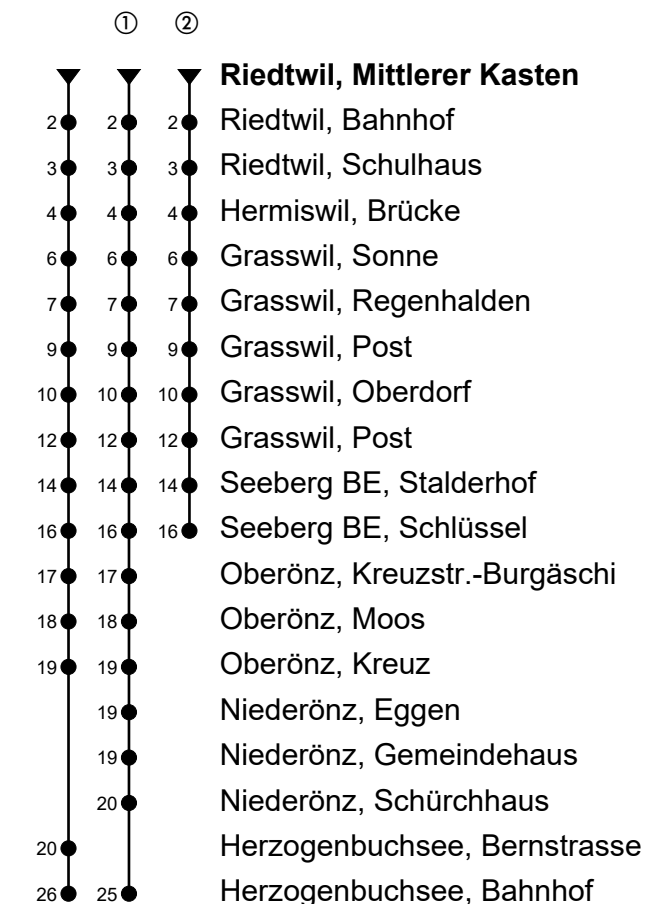 ① ②
Riedtwil, Mittlerer Kasten
2 2 2 Riedtwil, Bahnhof
3 3 3 Riedtwil, Schulhaus
4 4 4 Hermiswil, Brücke
6 6 6 Grasswil, Sonne
7 7 7 Grasswil, Regenhalden
9 9 9 Grasswil, Post
10 10 10 Grasswil, Oberdorf
12 12 12 Grasswil, Post
14 14 14 Seeberg BE, Stalderhof
16 16 16 Seeberg BE, Schlüssel
17 17 Oberönz, Kreuzstr.-Burgäschi
18 18 Oberönz, Moos
19 19 Oberönz, Kreuz
19 Niederönz, Eggen
19 Niederönz, Gemeindehaus
20 Niederönz, Schürchhaus
20 Herzogenbuchsee, Bernstrasse
26 25 Herzogenbuchsee, Bahnhof